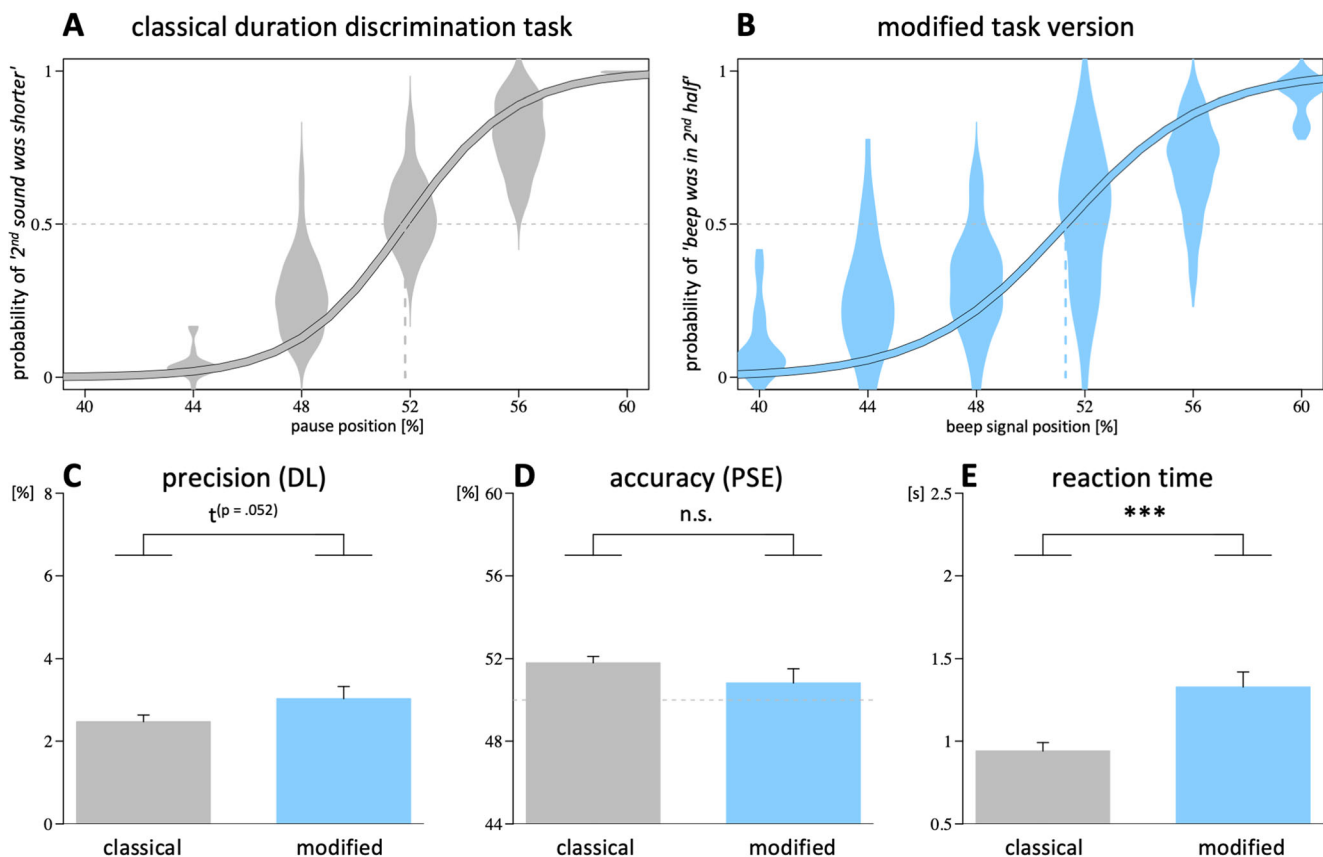 A classical duration discrimination task
B modified task version
probability of '2nd sound was shorter'
1
0.5
0
40 44 48 52 56 60
pause position [%]
probability of 'beep was in 2nd half'
1
0.5
0
40 44 48 52 56 60
beep signal position [%]
C precision (DL)
[%]
8
6
4
2
0
t(p = .052)
classical modified
D accuracy (PSE)
[%]
60
56
52
48
44
n.s.
classical modified
E reaction time
[s]
2.5
2
1.5
1
0.5
***
classical modified